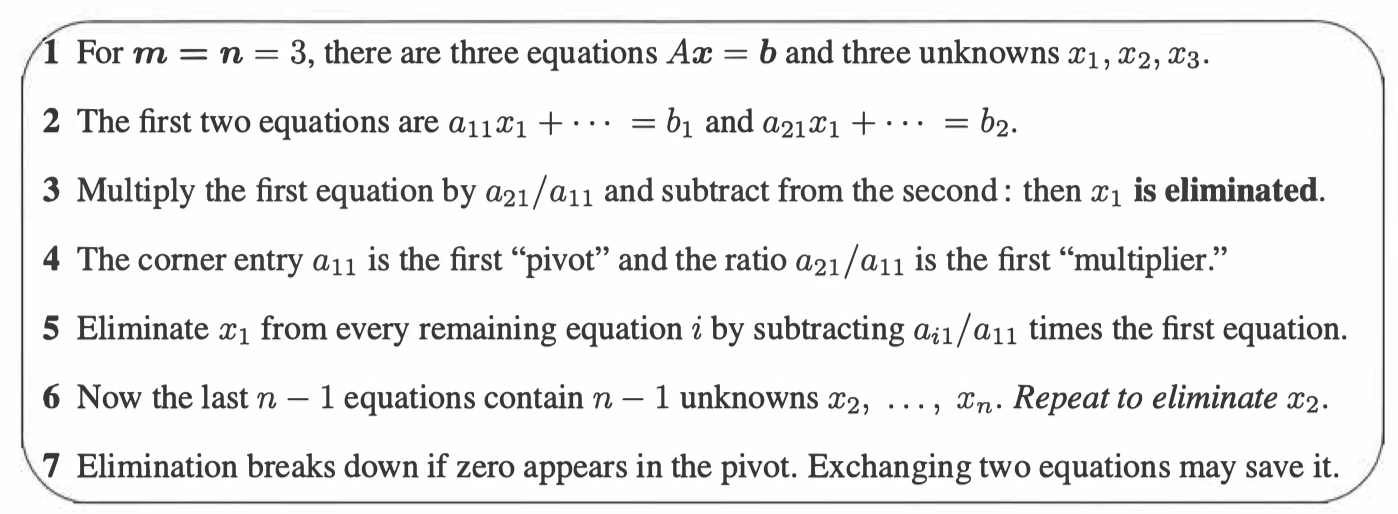 1 For m = n = 3, there are three equations Ax = b and three unknowns x₁, x₂, x₃.
2 The first two equations are a₁₁x₁ + ··· = b₁ and a₂₁x₁ + ··· = b₂.
3 Multiply the first equation by a₂₁/a₁₁ and subtract from the second : then x₁ is eliminated.
4 The corner entry a₁₁ is the first “pivot” and the ratio a₂₁/a₁₁ is the first “multiplier.”
5 Eliminate x₁ from every remaining equation i by subtracting aᵢ₁/a₁₁ times the first equation.
6 Now the last n − 1 equations contain n − 1 unknowns x₂, ..., xₙ. Repeat to eliminate x₂.
7 Elimination breaks down if zero appears in the pivot. Exchanging two equations may save it.